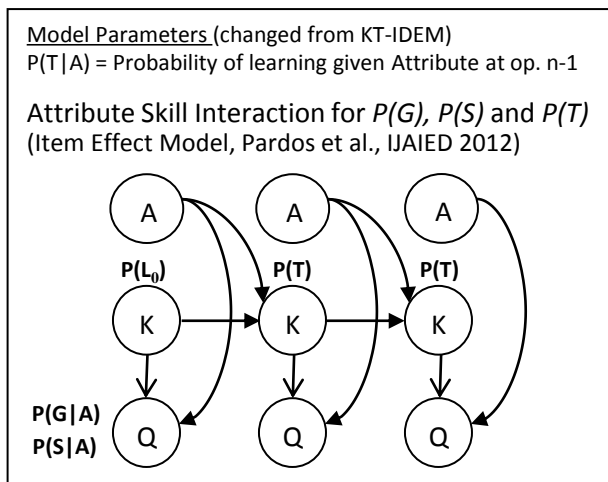 Model Parameters (changed from KT-IDEM)
P(T|A) = Probability of learning given Attribute at op. n-1
Attribute Skill Interaction for P(G), P(S) and P(T)
(Item Effect Model, Pardos et al., IJAIED 2012)
A A A
P(L₀) P(T) P(T)
K K K
P(G|A)
P(S|A)
Q Q Q